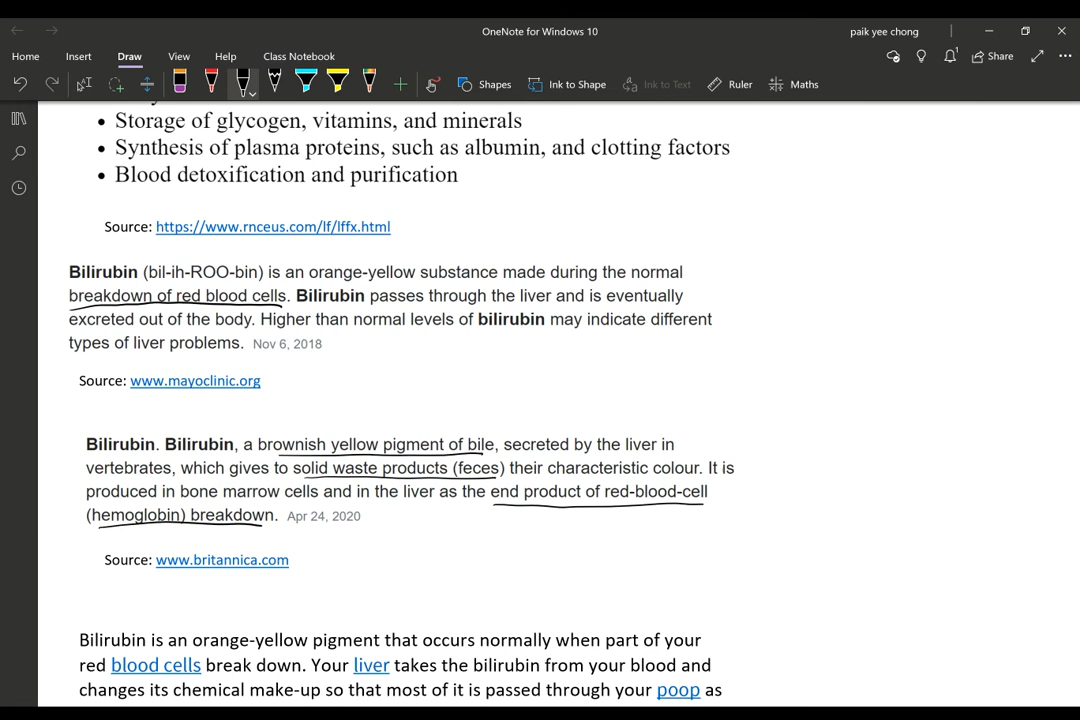 OneNote for Windows 10
paik yee chong
Home Insert Draw View Help Class Notebook
1 Share
Shapes Ink to Shape Ink to Text Ruler Maths
• Storage of glycogen, vitamins, and minerals
• Synthesis of plasma proteins, such as albumin, and clotting factors
• Blood detoxification and purification
Source: https://www.rnceus.com/lf/lffx.html
Bilirubin (bil-ih-ROO-bin) is an orange-yellow substance made during the normal
breakdown of red blood cells. Bilirubin passes through the liver and is eventually
excreted out of the body. Higher than normal levels of bilirubin may indicate different
types of liver problems. Nov 6, 2018
Source: www.mayoclinic.org
Bilirubin. Bilirubin, a brownish yellow pigment of bile, secreted by the liver in
vertebrates, which gives to solid waste products (feces) their characteristic colour. It is
produced in bone marrow cells and in the liver as the end product of red-blood-cell
(hemoglobin) breakdown. Apr 24, 2020
Source: www.britannica.com
Bilirubin is an orange-yellow pigment that occurs normally when part of your
red blood cells break down. Your liver takes the bilirubin from your blood and
changes its chemical make-up so that most of it is passed through your poop as